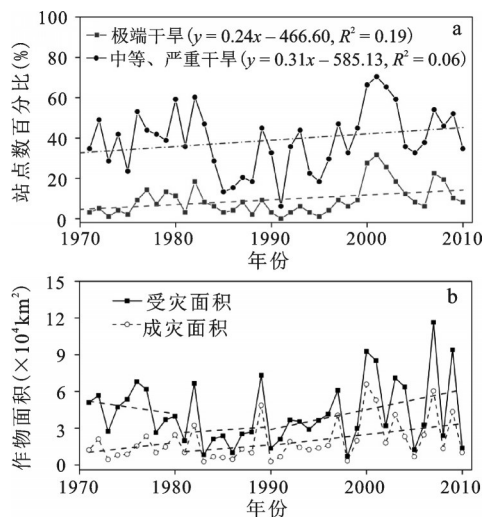 a
极端干旱(y = 0.24x – 466.60, R² = 0.19)
中等、严重干旱(y = 0.31x – 585.13, R² = 0.06)
站点数百分比(%)
100
80
60
40
20
0
1970 1980 1990 2000 2010
年份
b
受灾面积
成灾面积
作物面积(×10⁴km²)
15
12
9
6
3
0
1970 1980 1990 2000 2010
年份